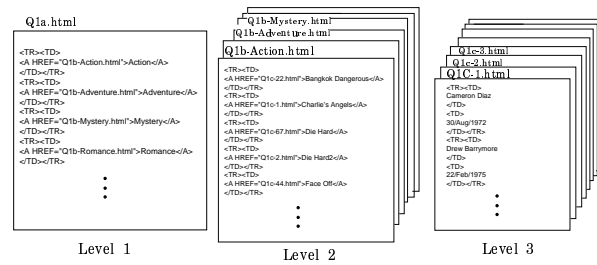 Q1a.html
<TR><TD>
<A HREF="Q1b-Action.html">Action</A>
</TD></TR>
<TR><TD>
<A HREF="Q1b-Adventure.html">Adventure</A>
</TD></TR>
<TR><TD>
<A HREF="Q1b-Mystery.html">Mystery</A>
</TD></TR>
<TR><TD>
<A HREF="Q1b-Romance.html">Romance</A>
</TD></TR>
Level 1
Q1b-Mystery.html
Q1b-Adventure.html
Q1b-Action.html
<TR><TD>
<A HREF="Q1c-22.html">Bangkok Dangerous</A>
</TD></TR>
<TR><TD>
<A HREF="Q1c-1.html">Charlie's Angels</A>
</TD></TR>
<TR><TD>
<A HREF="Q1c-67.html">Die Hard</A>
</TD></TR>
<TR><TD>
<A HREF="Q1c-2.html">Die Hard2</A>
</TD></TR>
<TR><TD>
<A HREF="Q1c-44.html">Face Off</A>
</TD></TR>
Level 2
Q1c-3.html
Q1c-2.html
Q1C-1.html
<TR><TD>
Cameron Diaz
</TD>
<TD>
30/Aug/1972
</TD></TR>
<TR><TD>
Drew Barrymore
</TD>
<TD>
22/Feb/1975
</TD></TR>
Level 3